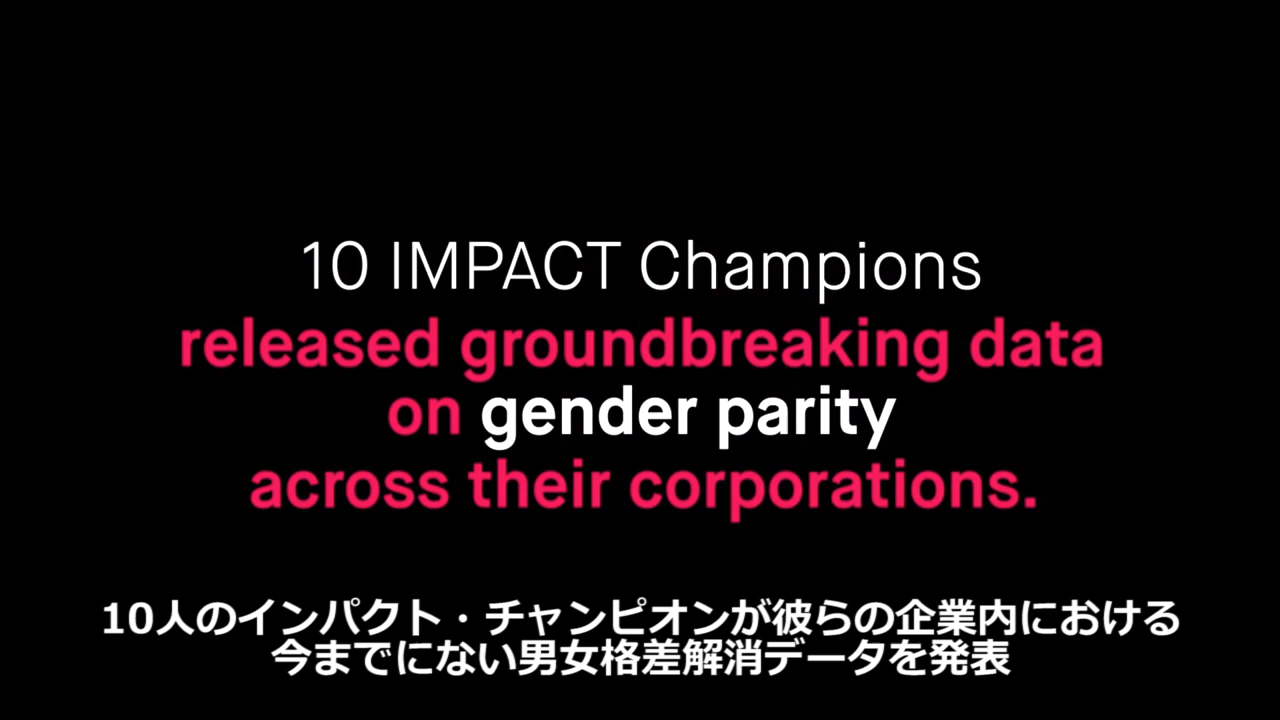 10 IMPACT Champions
released groundbreaking data
on gender parity
across their corporations.
10人のインパクト・チャンピオンが彼らの企業内における
今までにない男女格差解消データを発表